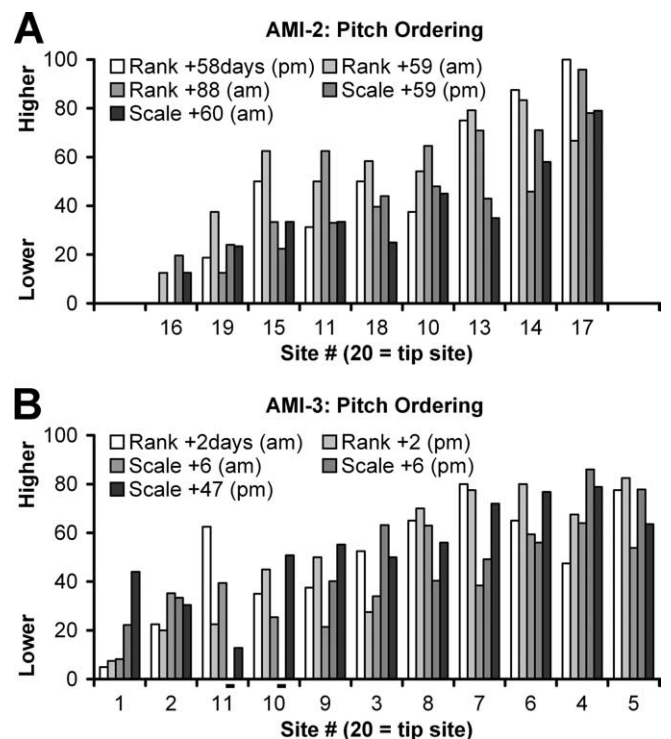 A
AMI-2: Pitch Ordering
Higher
Lower
100
80
60
40
20
0
Rank +58days (pm)
Rank +59 (am)
Rank +88 (am)
Scale +59 (pm)
Scale +60 (am)
16 19 15 11 18 10 13 14 17
Site # (20 = tip site)
B
AMI-3: Pitch Ordering
Higher
Lower
100
80
60
40
20
0
Rank +2days (am)
Rank +2 (pm)
Scale +6 (am)
Scale +6 (pm)
Scale +47 (pm)
1 2 11 10 9 3 8 7 6 4 5
Site # (20 = tip site)